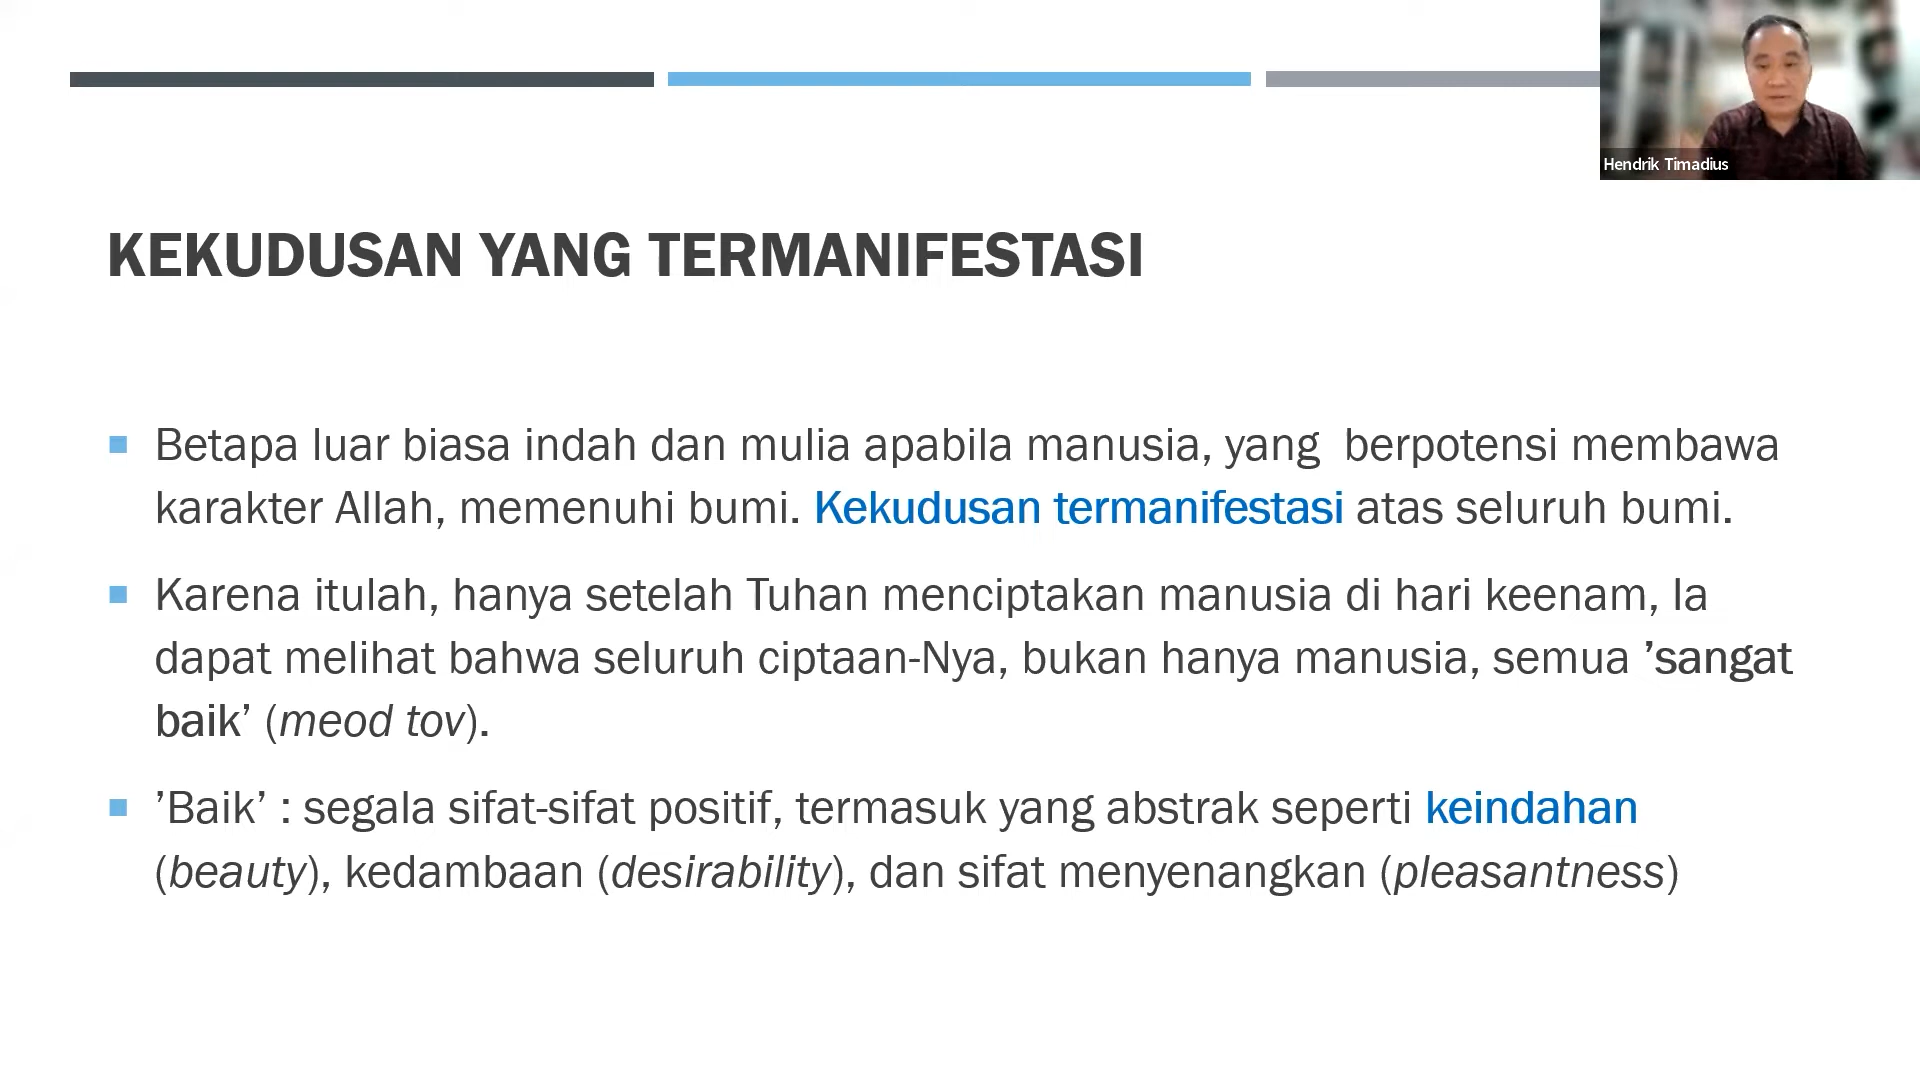 Hendrik Timadius
KEKUDUSAN YANG TERMANIFESTASI
Betapa luar biasa indah dan mulia apabila manusia, yang  berpotensi membawa
karakter Allah, memenuhi bumi. Kekudusan termanifestasi atas seluruh bumi.
Karena itulah, hanya setelah Tuhan menciptakan manusia di hari keenam, Ia
dapat melihat bahwa seluruh ciptaan-Nya, bukan hanya manusia, semua ’sangat
baik’ (meod tov).
’Baik’ : segala sifat-sifat positif, termasuk yang abstrak seperti keindahan
(beauty), kedambaan (desirability), dan sifat menyenangkan (pleasantness)